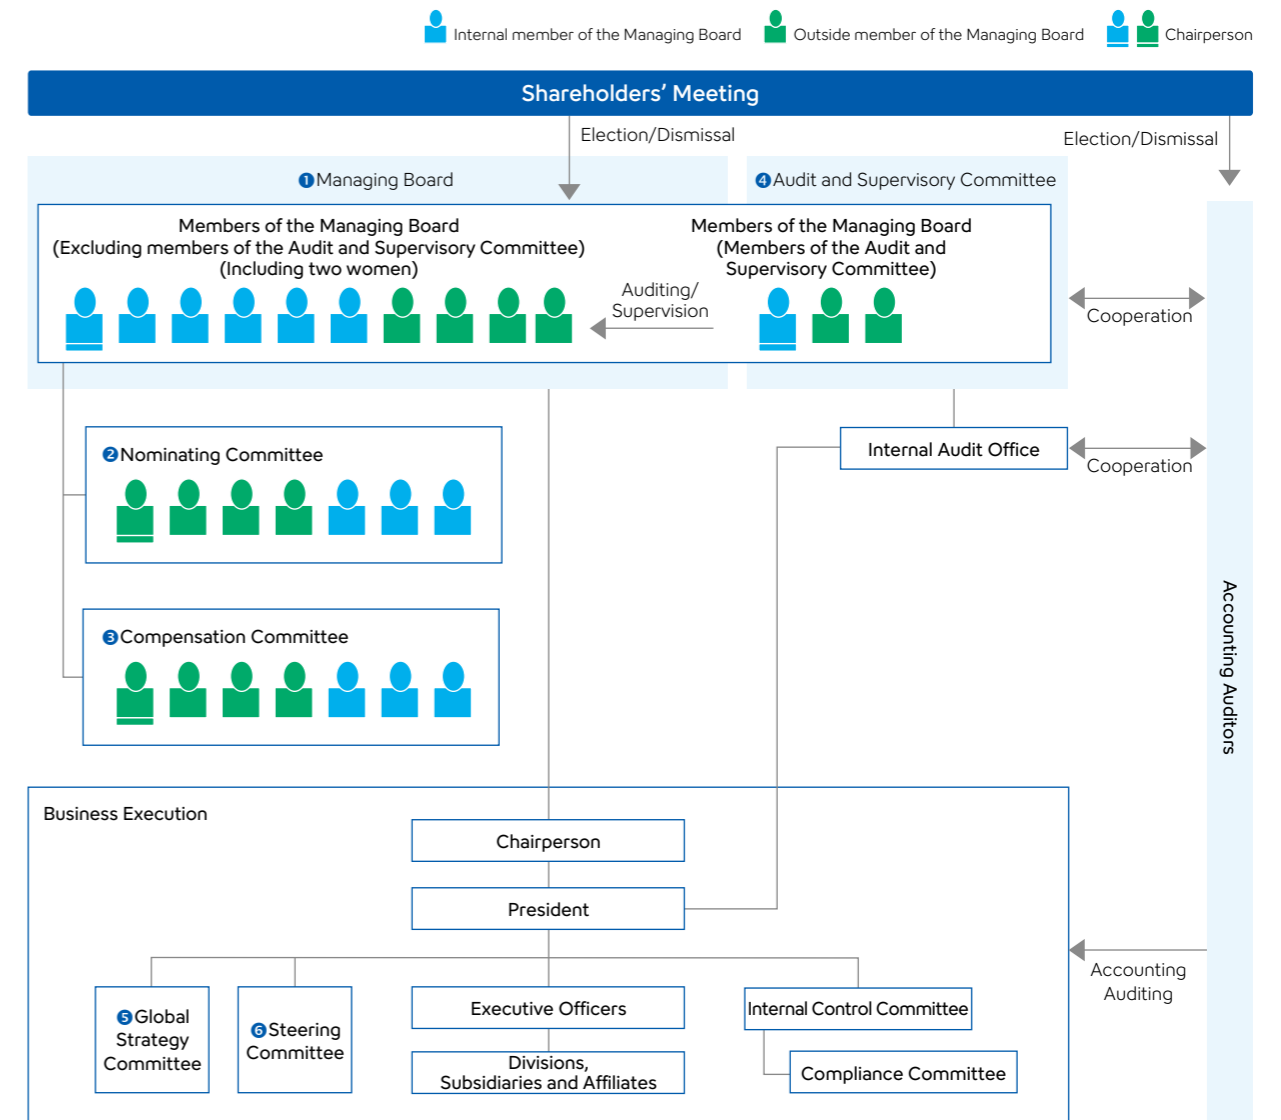 Internal member of the Managing Board
Outside member of the Managing Board
Chairperson
Shareholders' Meeting
Election/Dismissal
Election/Dismissal
❶Managing Board
❹Audit and Supervisory Committee
Members of the Managing Board
(Excluding members of the Audit and Supervisory Committee)
(Including two women)
Members of the Managing Board
(Members of the Audit and
Supervisory Committee)
Auditing/
Supervision
Cooperation
❷Nominating Committee
Internal Audit Office
Cooperation
❸Compensation Committee
Accounting Auditors
Business Execution
Chairperson
President
Accounting
Auditing
❺Global
Strategy
Committee
❻Steering
Committee
Executive Officers
Divisions,
Subsidiaries and Affiliates
Internal Control Committee
Compliance Committee